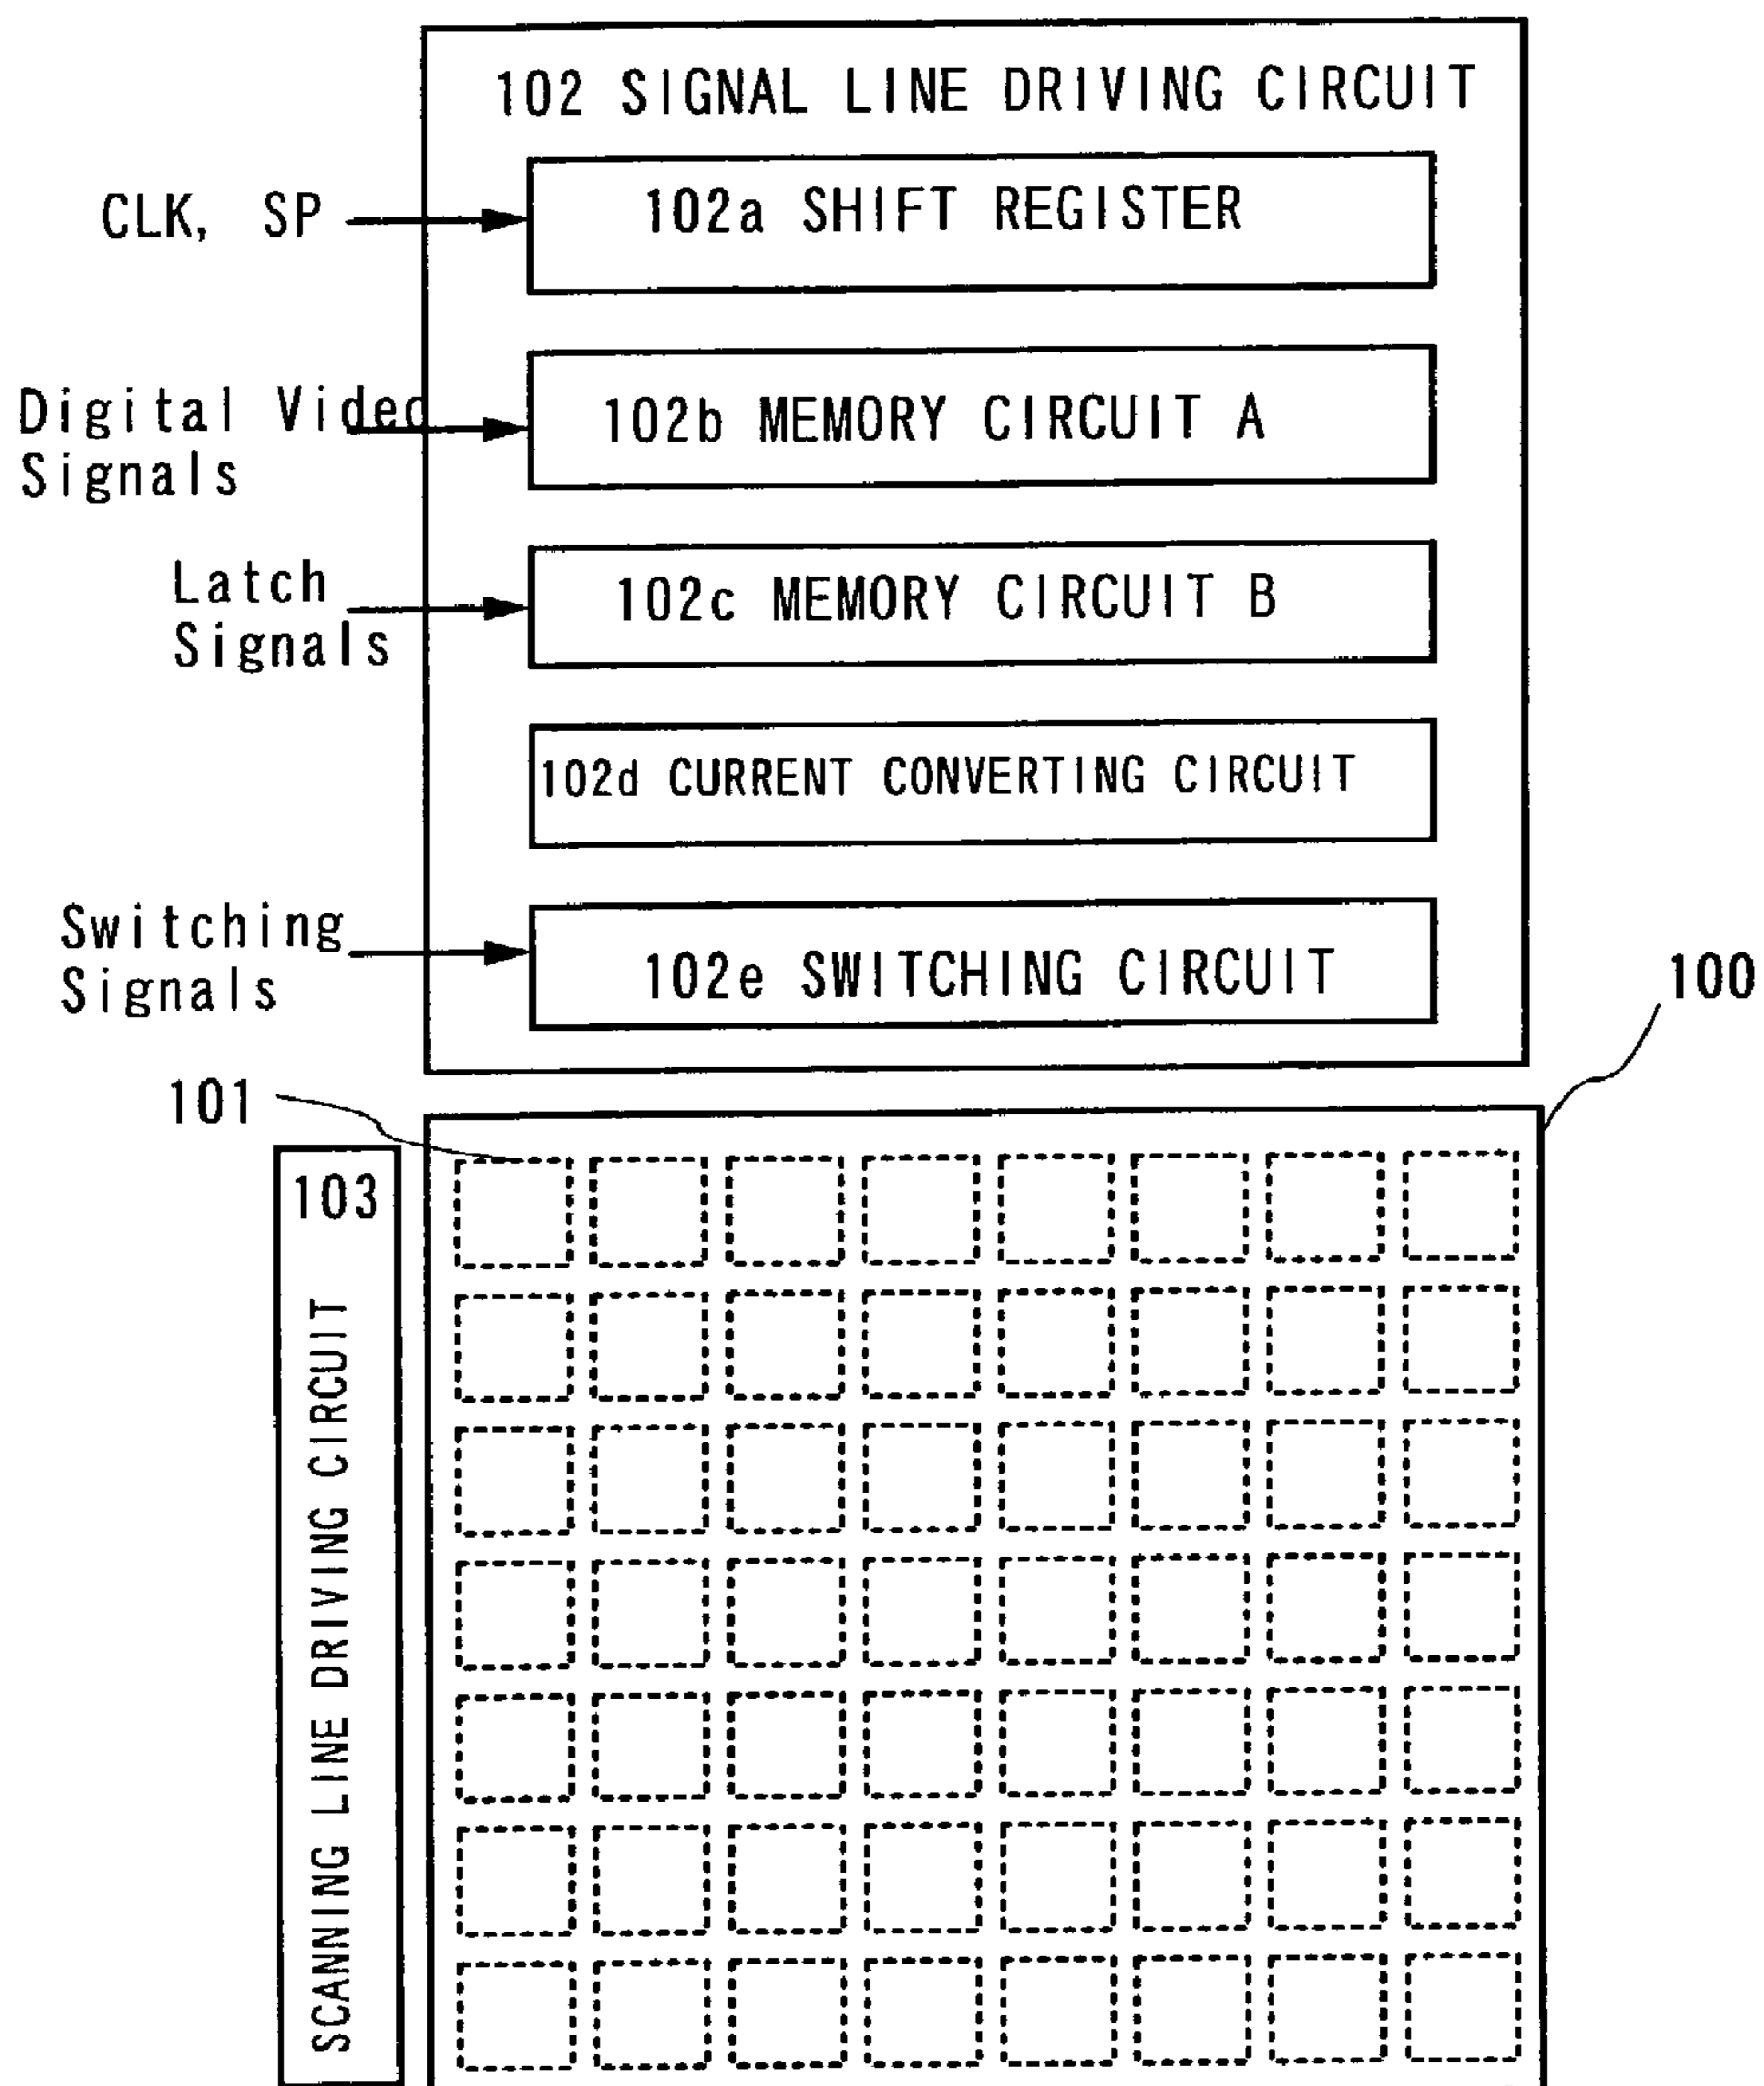 102 SIGNAL LINE DRIVING CIRCUIT
CLK, SP
102a SHIFT REGISTER
Digital Video
Signals
102b MEMORY CIRCUIT A
Latch
Signals
102c MEMORY CIRCUIT B
102d CURRENT CONVERTING CIRCUIT
Switching
Signals
102e SWITCHING CIRCUIT
100
101
103
SCANNING LINE DRIVING CIRCUIT